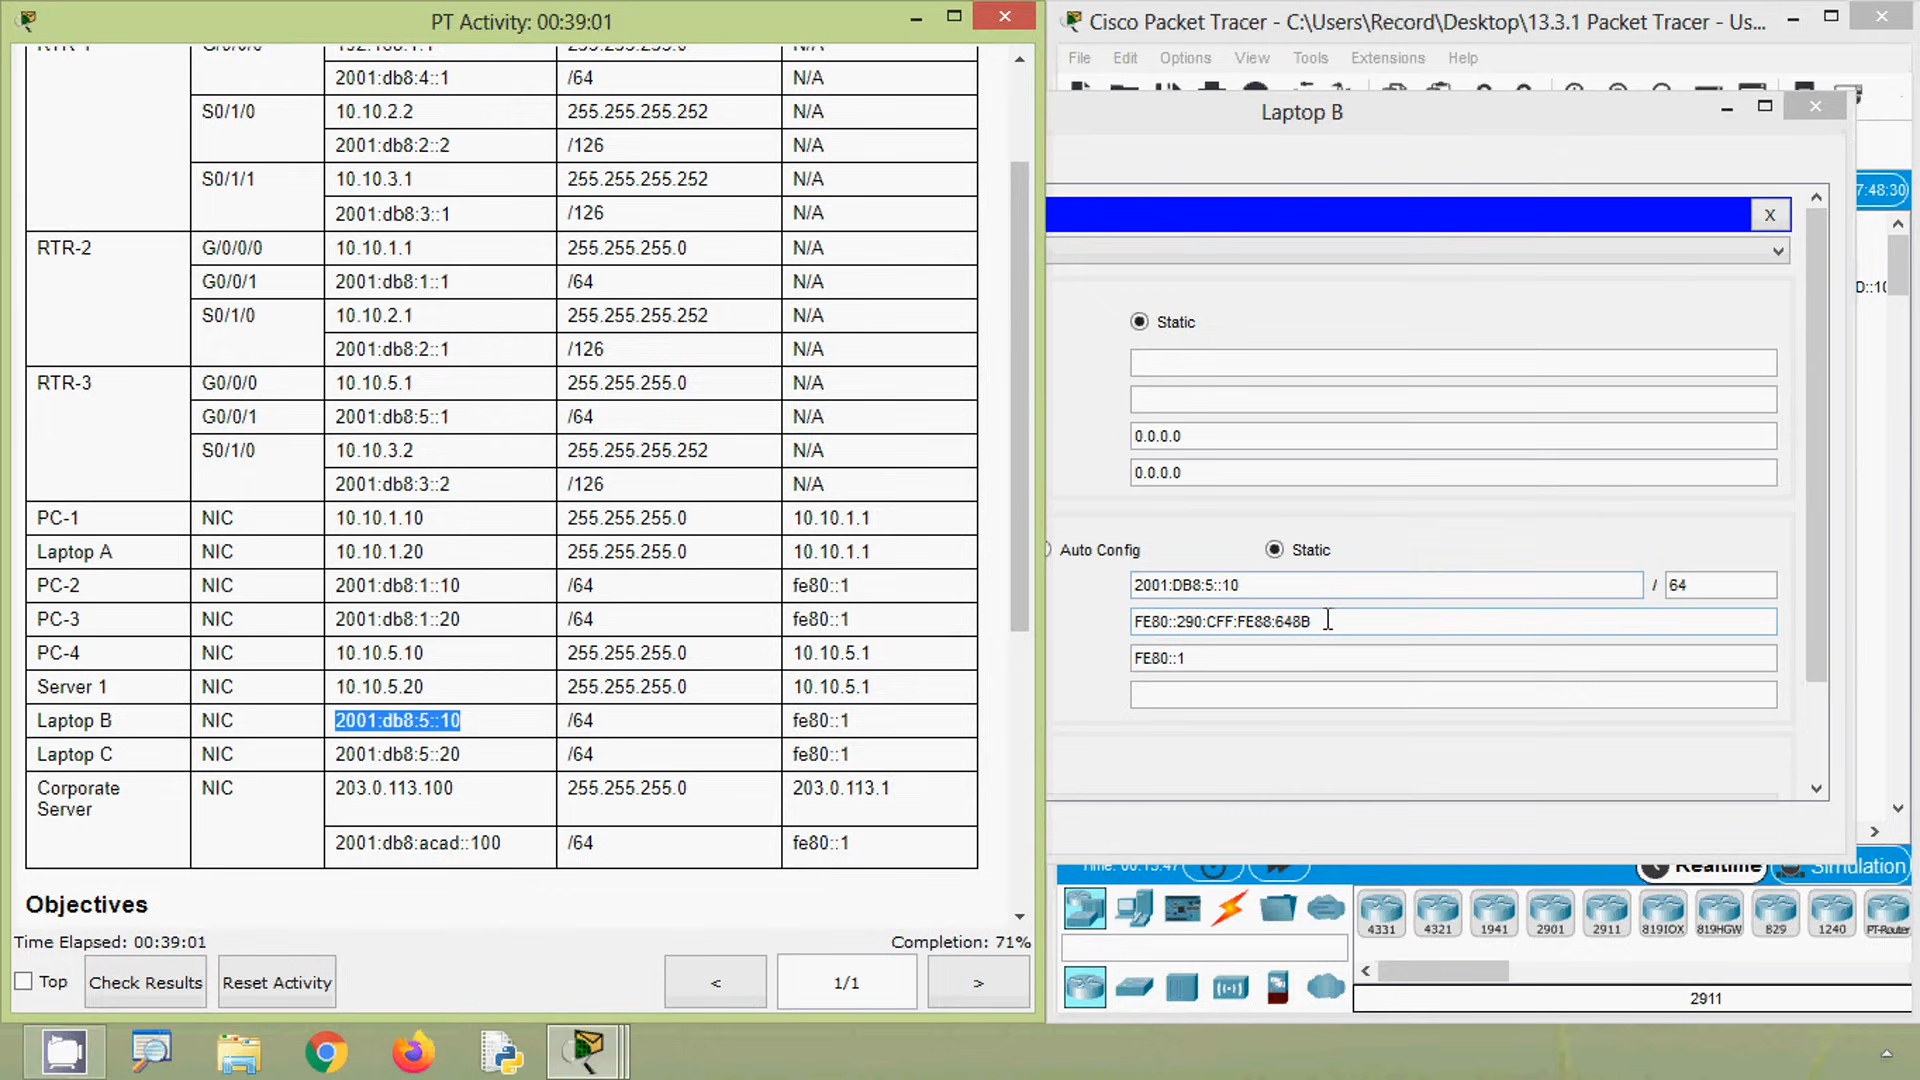 PT Activity: 00:39:01
2001:db8:4::1 /64 N/A
S0/1/0 10.10.2.2 255.255.255.252 N/A
2001:db8:2::2 /126 N/A
S0/1/1 10.10.3.1 255.255.255.252 N/A
2001:db8:3::1 /126 N/A
RTR-2 G/0/0/0 10.10.1.1 255.255.255.0 N/A
G0/0/1 2001:db8:1::1 /64 N/A
S0/1/0 10.10.2.1 255.255.255.252 N/A
2001:db8:2::1 /126 N/A
RTR-3 G0/0/0 10.10.5.1 255.255.255.0 N/A
G0/0/1 2001:db8:5::1 /64 N/A
S0/1/0 10.10.3.2 255.255.255.252 N/A
2001:db8:3::2 /126 N/A
PC-1 NIC 10.10.1.10 255.255.255.0 10.10.1.1
Laptop A NIC 10.10.1.20 255.255.255.0 10.10.1.1
PC-2 NIC 2001:db8:1::10 /64 fe80::1
PC-3 NIC 2001:db8:1::20 /64 fe80::1
PC-4 NIC 10.10.5.10 255.255.255.0 10.10.5.1
Server 1 NIC 10.10.5.20 255.255.255.0 10.10.5.1
Laptop B NIC 2001:db8:5::10 /64 fe80::1
Laptop C NIC 2001:db8:5::20 /64 fe80::1
Corporate NIC 203.0.113.100 255.255.255.0 203.0.113.1
Server
2001:db8:acad::100 /64 fe80::1
Objectives
Time Elapsed: 00:39:01 Completion: 71%
Top Check Results Reset Activity < 1/1 >
Cisco Packet Tracer - C:\Users\Record\Desktop\13.3.1 Packet Tracer - Us...
File Edit Options View Tools Extensions Help
Laptop B
7:48:30
X
D::10
Static
0.0.0.0
0.0.0.0
Auto Config Static
2001:DB8:5::10 / 64
FE80::290:CFF:FE88:648B
FE80::1
Realtime Simulation
4331 4321 1941 2901 2911 819IOX 819HGW 829 1240 PT-Router
2911